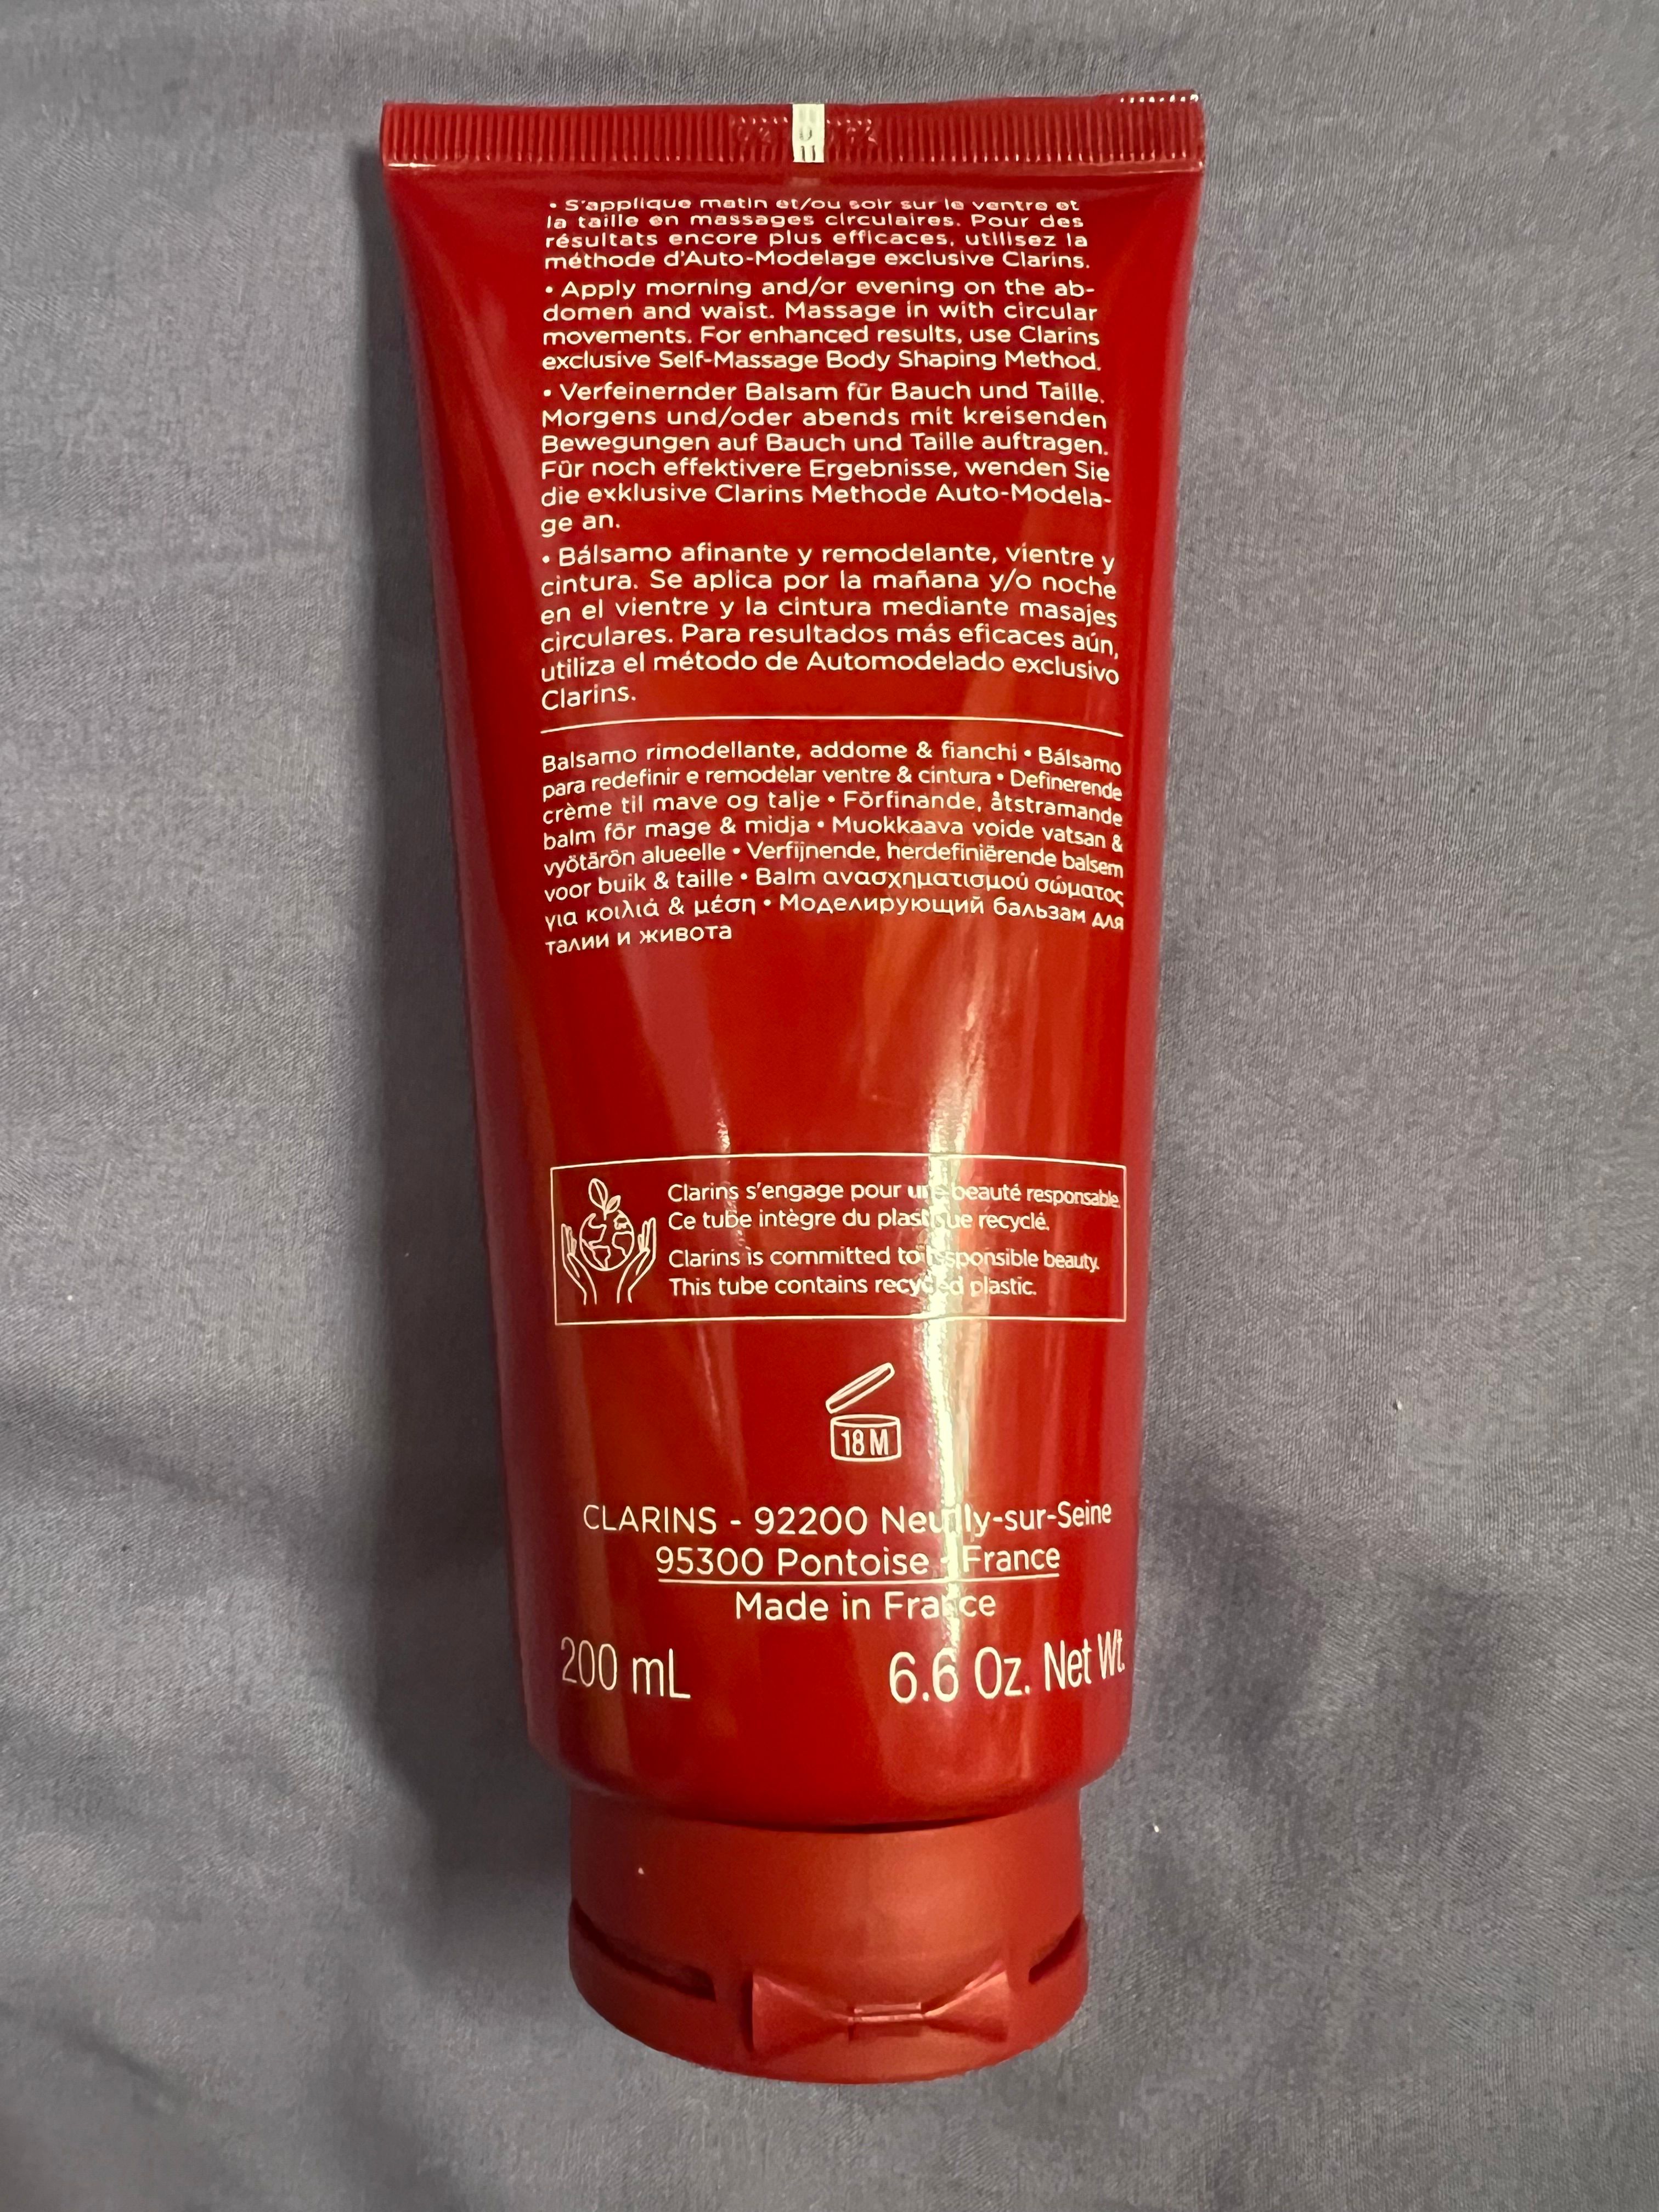 • S'applique matin et/ou soir sur le ventre et
la taille en massages circulaires. Pour des
résultats encore plus efficaces, utilisez la
méthode d'Auto-Modelage exclusive Clarins.
• Apply morning and/or evening on the ab-
domen and waist. Massage in with circular
movements. For enhanced results, use Clarins
exclusive Self-Massage Body Shaping Method.
• Verfeinernder Balsam für Bauch und Taille.
Morgens und/oder abends mit kreisenden
Bewegungen auf Bauch und Taille auftragen.
Für noch effektivere Ergebnisse, wenden Sie
die exklusive Clarins Methode Auto-Modela-
ge an.
• Bálsamo afinante y remodelante, vientre y
cintura. Se aplica por la mañana y/o noche
en el vientre y la cintura mediante masajes
circulares. Para resultados más eficaces aún,
utiliza el método de Automodelado exclusivo
Clarins.
Balsamo rimodellante, addome & fianchi • Bálsamo
para redefinir e remodelar ventre & cintura • Definerende
crème til mave og talje • Förfinande, åtstramande
balm för mage & midja • Muokkaava voide vatsan &
vyötärön alueelle • Verfijnende, herdefiniërende balsem
voor buik & taille • Balm ανασχηματισμού σώματος
για κοιλιά & μέση • Моделирующий бальзам для
талии и живота
Clarins s'engage pour une beauté responsable.
Ce tube intègre du plastique recyclé.
Clarins is committed to responsible beauty.
This tube contains recycled plastic.
18 M
CLARINS - 92200 Neuilly-sur-Seine
95300 Pontoise - France
Made in France
200 mL 6.6 Oz. Net Wt.